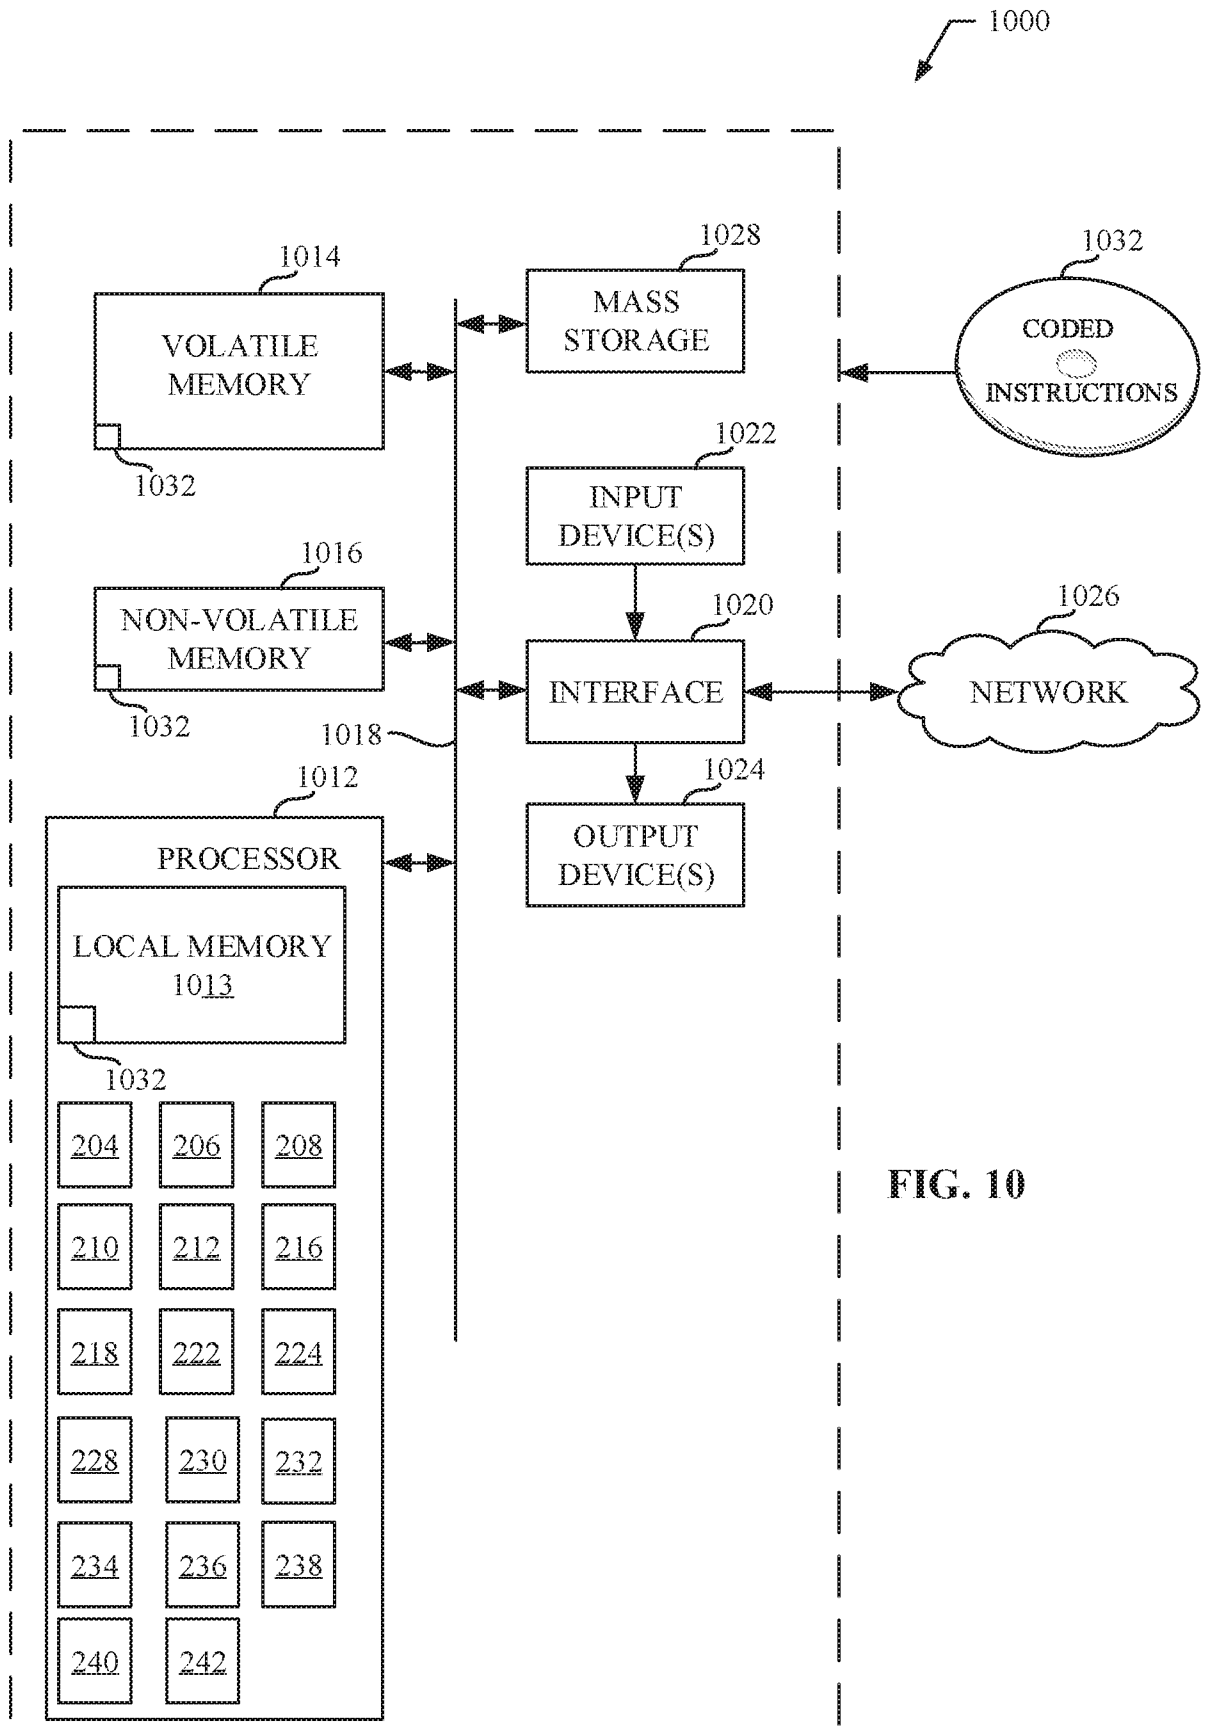 1000
1014
VOLATILE
MEMORY
1032
1028
MASS
STORAGE
1032
CODED
INSTRUCTIONS
1022
INPUT
DEVICE(S)
1016
NON-VOLATILE
MEMORY
1032
1018
1020
INTERFACE
1026
NETWORK
1024
OUTPUT
DEVICE(S)
1012
PROCESSOR
LOCAL MEMORY
1013
1032
204 206 208
210 212 216
218 222 224
228 230 232
234 236 238
240 242
FIG. 10